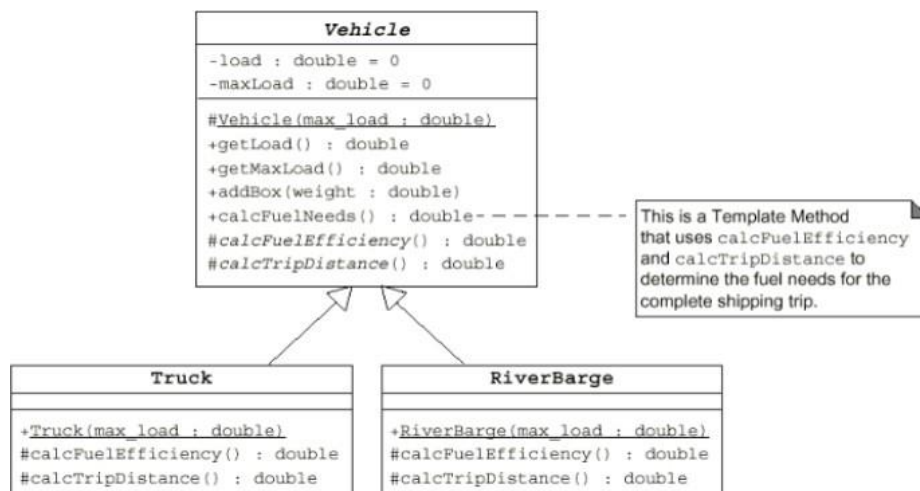 Vehicle
-load : double = 0
-maxLoad : double = 0
#Vehicle(max_load : double)
+getLoad() : double
+getMaxLoad() : double
+addBox(weight : double)
+calcFuelNeeds() : double
#calcFuelEfficiency() : double
#calcTripDistance() : double
This is a Template Method
that uses calcFuelEfficiency
and calcTripDistance to
determine the fuel needs for the
complete shipping trip.
Truck
+Truck(max_load : double)
#calcFuelEfficiency() : double
#calcTripDistance() : double
RiverBarge
+RiverBarge(max_load : double)
#calcFuelEfficiency() : double
#calcTripDistance() : double